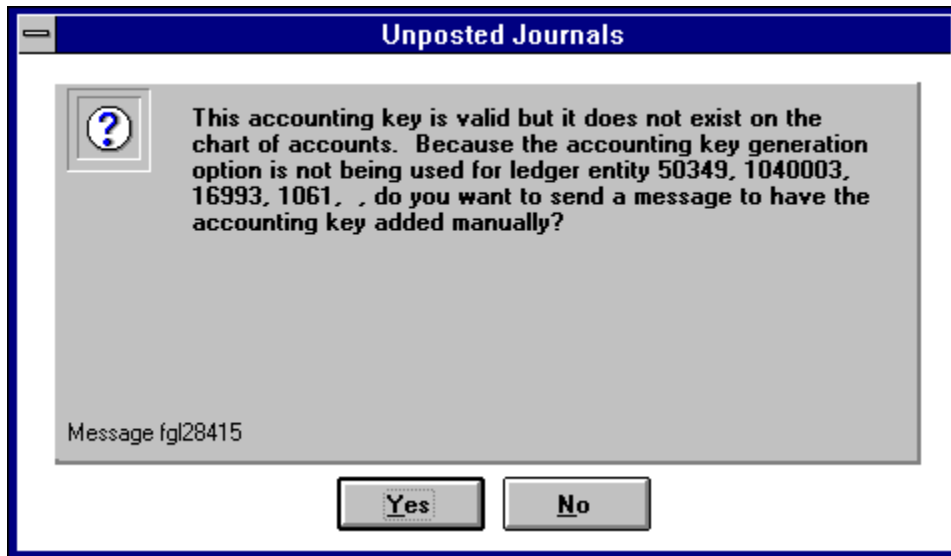 Unposted Journals
This accounting key is valid but it does not exist on the
chart of accounts.  Because the accounting key generation
option is not being used for ledger entity 50349, 1040003,
16993, 1061,  , do you want to send a message to have the
accounting key added manually?
Message fgl28415
Yes No